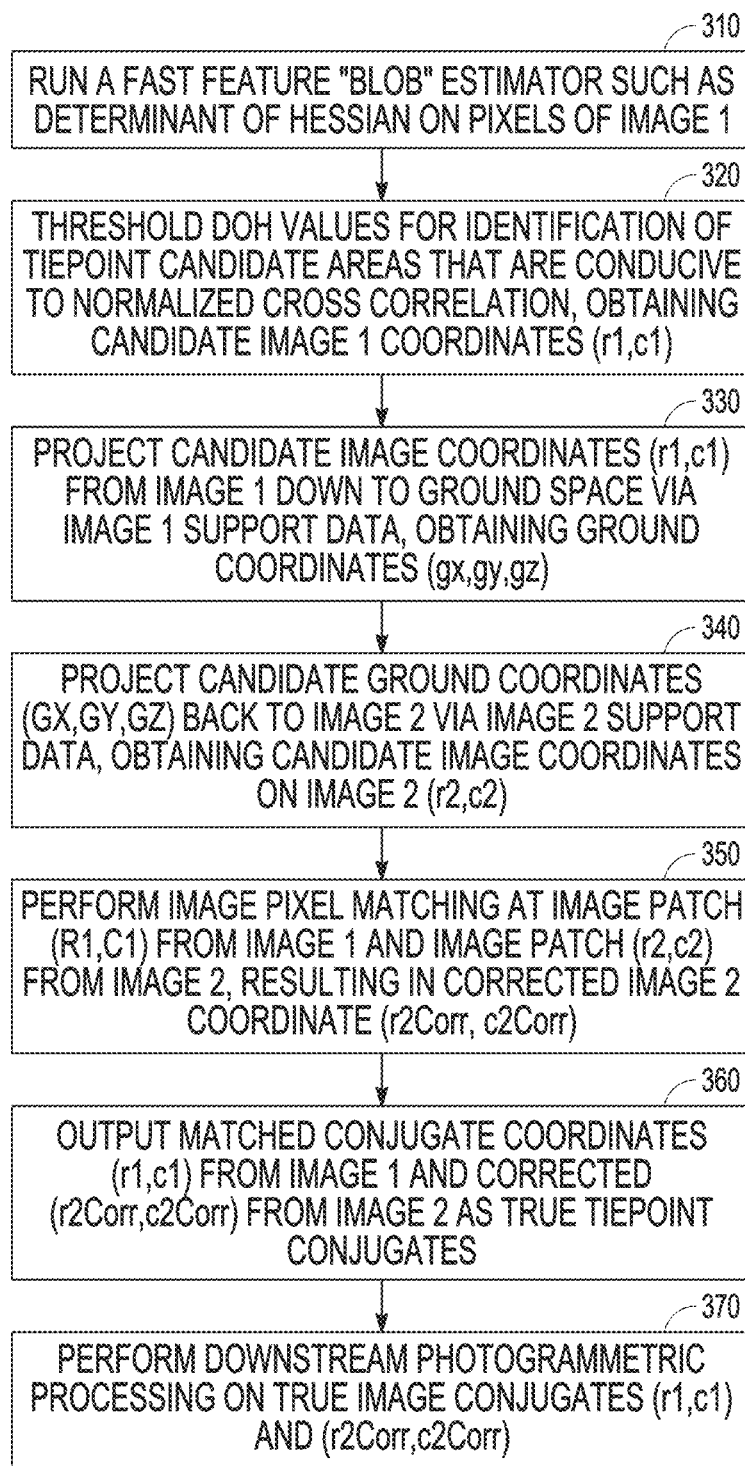 310
RUN A FAST FEATURE "BLOB" ESTIMATOR SUCH AS
DETERMINANT OF HESSIAN ON PIXELS OF IMAGE 1
320
THRESHOLD DOH VALUES FOR IDENTIFICATION OF
TIEPOINT CANDIDATE AREAS THAT ARE CONDUCIVE
TO NORMALIZED CROSS CORRELATION, OBTAINING
CANDIDATE IMAGE 1 COORDINATES (r1,c1)
330
PROJECT CANDIDATE IMAGE COORDINATES (r1,c1)
FROM IMAGE 1 DOWN TO GROUND SPACE VIA
IMAGE 1 SUPPORT DATA, OBTAINING GROUND
COORDINATES (gx,gy,gz)
340
PROJECT CANDIDATE GROUND COORDINATES
(GX,GY,GZ) BACK TO IMAGE 2 VIA IMAGE 2 SUPPORT
DATA, OBTAINING CANDIDATE IMAGE COORDINATES
ON IMAGE 2 (r2,c2)
350
PERFORM IMAGE PIXEL MATCHING AT IMAGE PATCH
(R1,C1) FROM IMAGE 1 AND IMAGE PATCH (r2,c2)
FROM IMAGE 2, RESULTING IN CORRECTED IMAGE 2
COORDINATE (r2Corr, c2Corr)
360
OUTPUT MATCHED CONJUGATE COORDINATES
(r1,c1) FROM IMAGE 1 AND CORRECTED
(r2Corr,c2Corr) FROM IMAGE 2 AS TRUE TIEPOINT
CONJUGATES
370
PERFORM DOWNSTREAM PHOTOGRAMMETRIC
PROCESSING ON TRUE IMAGE CONJUGATES (r1,c1)
AND (r2Corr,c2Corr)